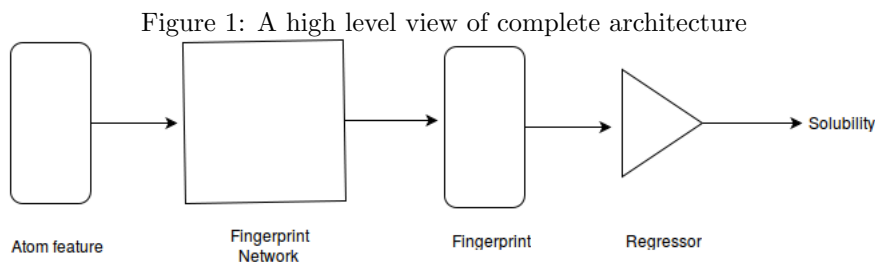 Figure 1: A high level view of complete architecture
Solubility
Atom feature
Fingerprint
Network
Fingerprint
Regressor